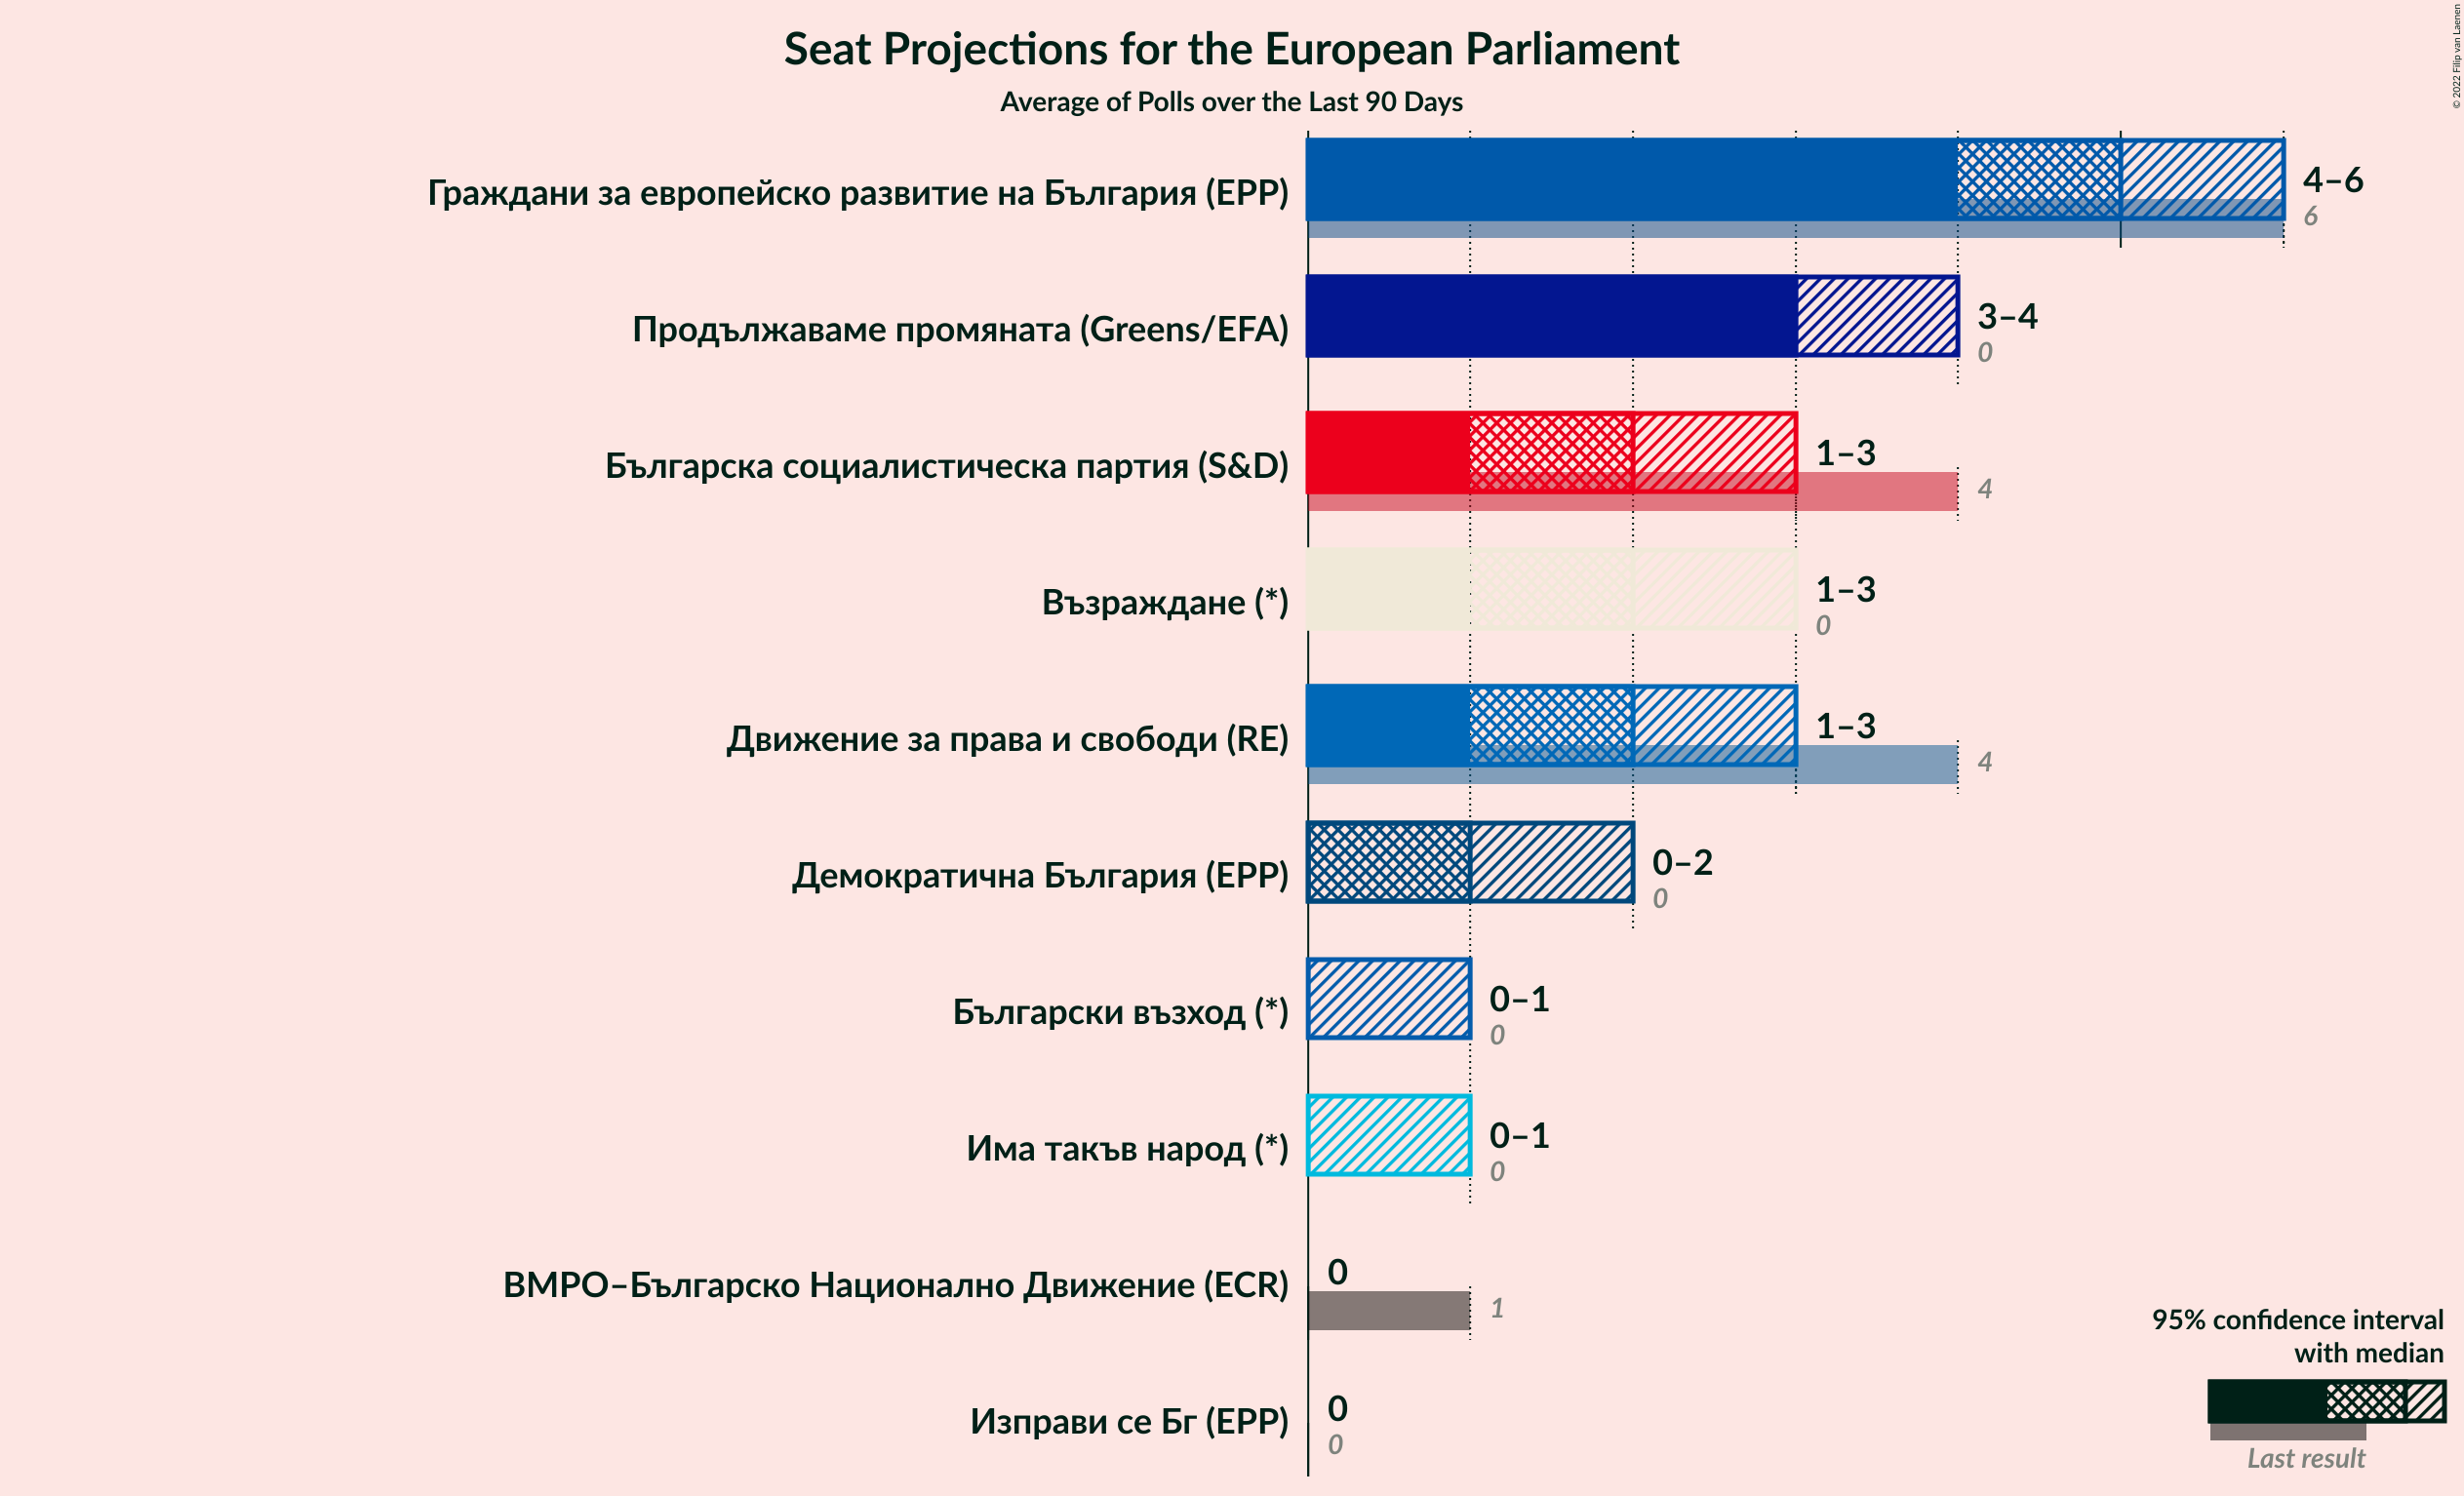 Seat Projections for the European Parliament
Average of Polls over the Last 90 Days
© 2022 Filip van Laenen
Граждани за европейско развитие на България (EPP)
4–6
6
Продължаваме промяната (Greens/EFA)
3–4
0
Българска социалистическа партия (S&D)
1–3
4
Възраждане (*)
1–3
0
Движение за права и свободи (RE)
1–3
4
Демократична България (EPP)
0–2
0
Български възход (*)
0–1
0
Има такъв народ (*)
0–1
0
ВМРО–Българско Национално Движение (ECR)
0
1
Изправи се Бг (EPP)
0
0
95% confidence interval
with median
Last result